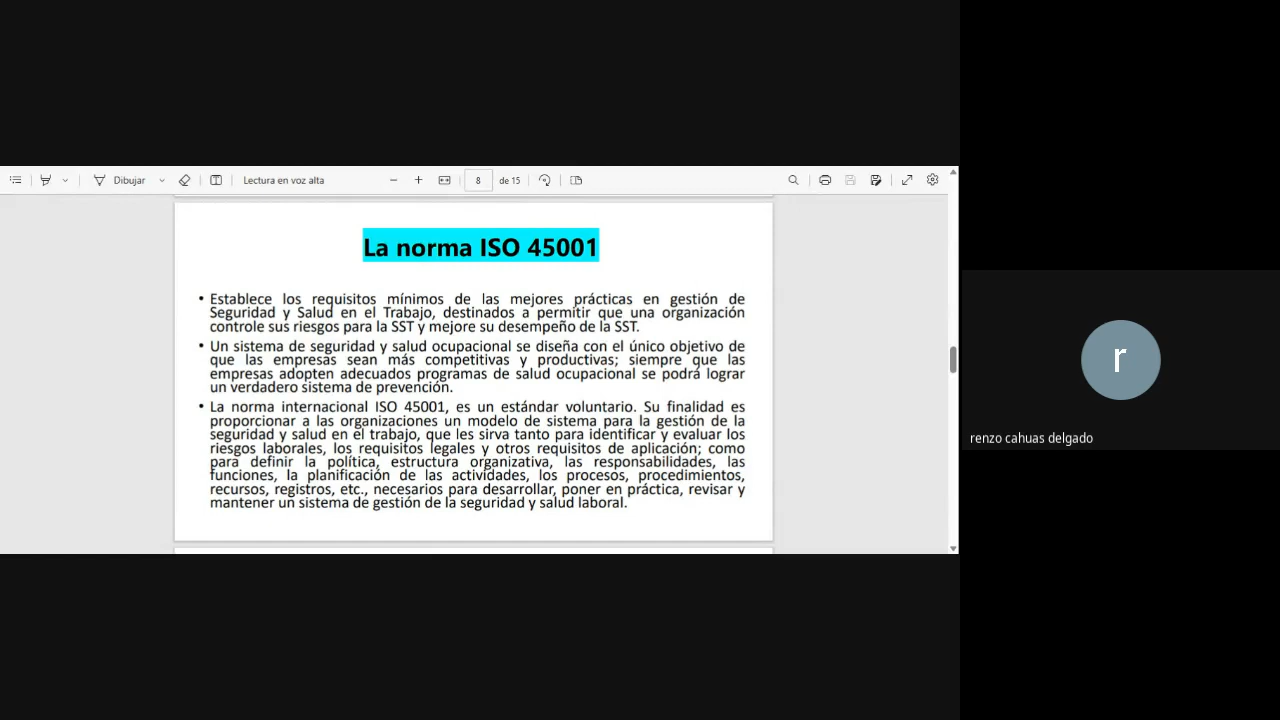 Dibujar
Lectura en voz alta
8
de 15
La norma ISO 45001
• Establece los requisitos mínimos de las mejores prácticas en gestión de
Seguridad y Salud en el Trabajo, destinados a permitir que una organización
controle sus riesgos para la SST y mejore su desempeño de la SST.
• Un sistema de seguridad y salud ocupacional se diseña con el único objetivo de
que las empresas sean más competitivas y productivas; siempre que las
empresas adopten adecuados programas de salud ocupacional se podrá lograr
un verdadero sistema de prevención.
• La norma internacional ISO 45001, es un estándar voluntario. Su finalidad es
proporcionar a las organizaciones un modelo de sistema para la gestión de la
seguridad y salud en el trabajo, que les sirva tanto para identificar y evaluar los
riesgos laborales, los requisitos legales y otros requisitos de aplicación; como
para definir la política, estructura organizativa, las responsabilidades, las
funciones, la planificación de las actividades, los procesos, procedimientos,
recursos, registros, etc., necesarios para desarrollar, poner en práctica, revisar y
mantener un sistema de gestión de la seguridad y salud laboral.
r
renzo cahuas delgado